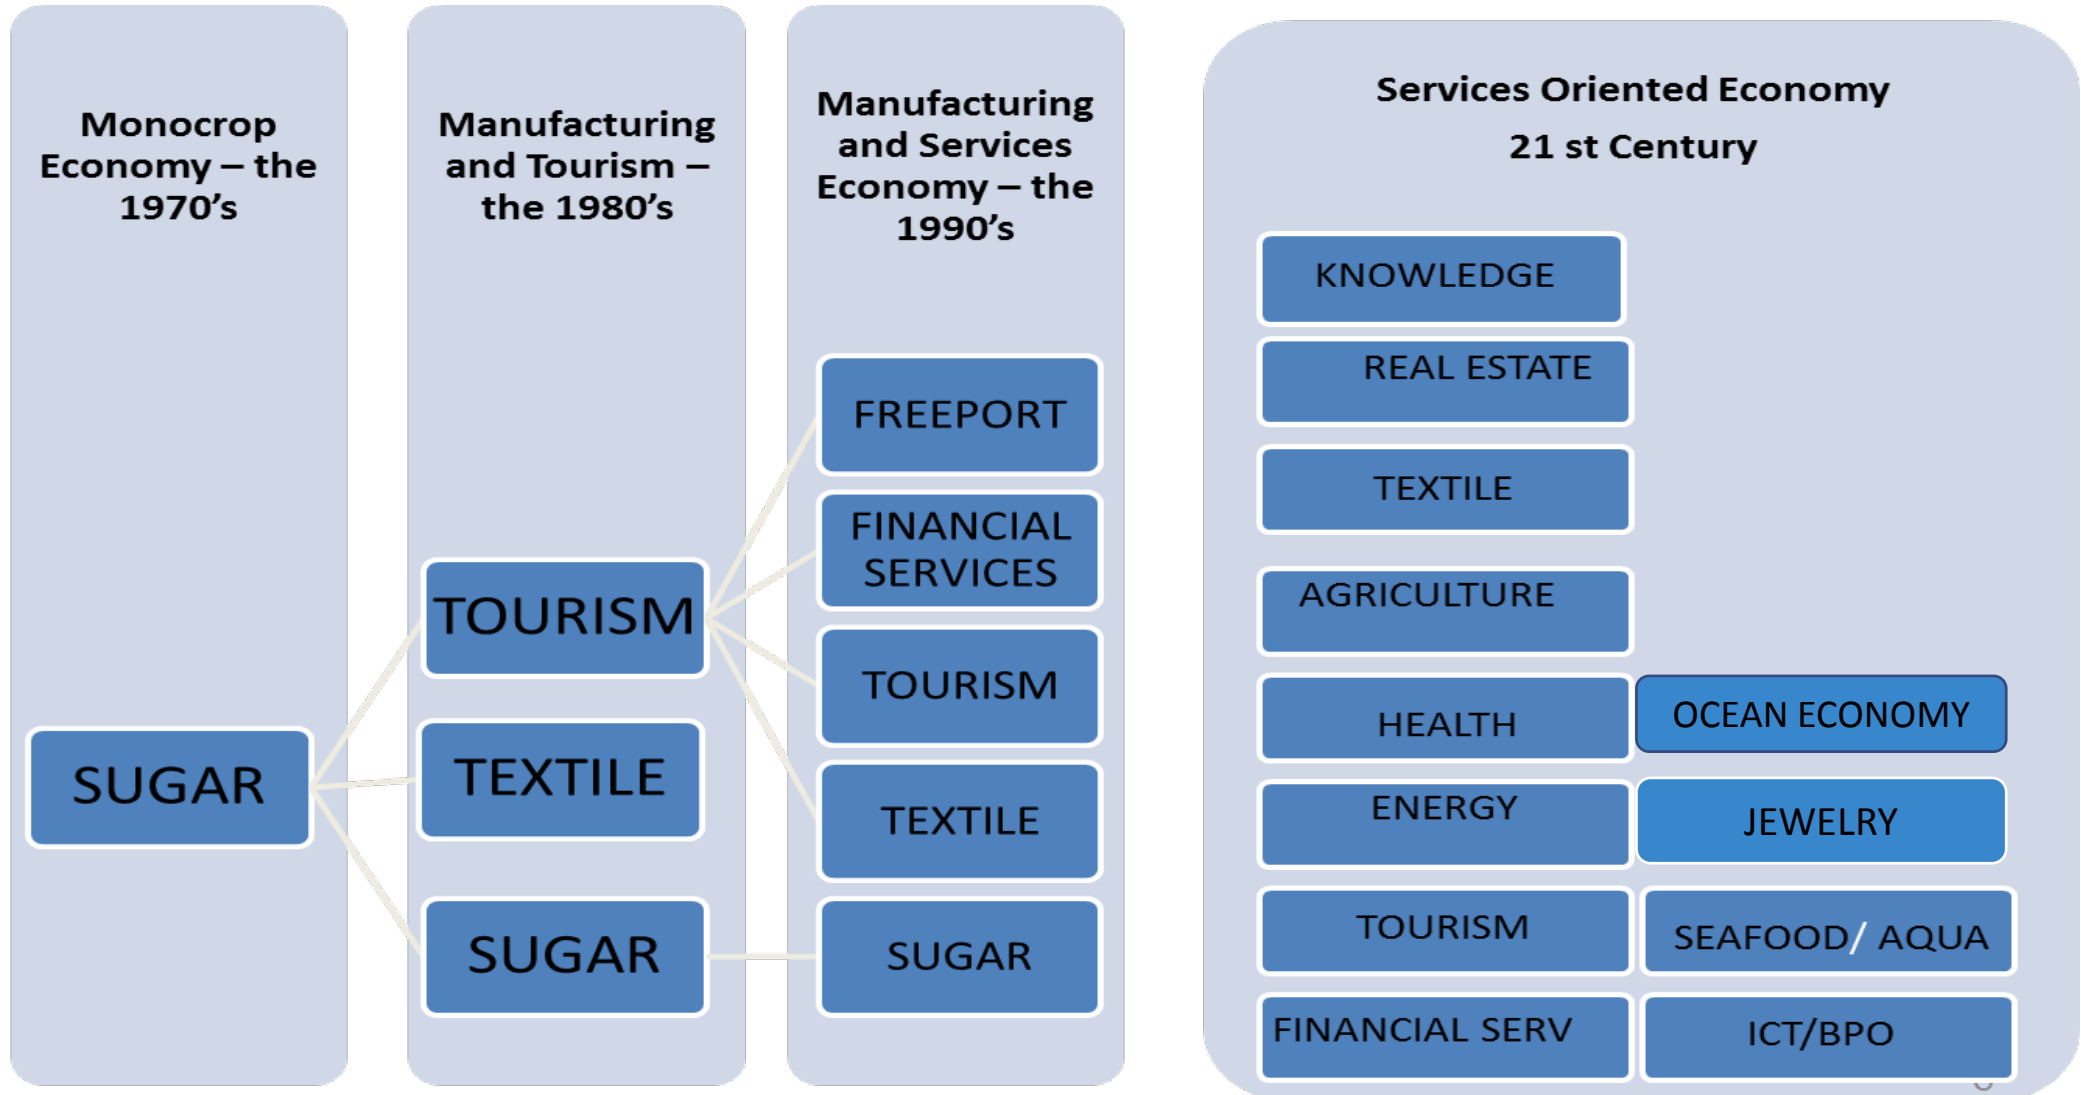 Monocrop
Economy – the
1970’s
SUGAR
Manufacturing
and Tourism –
the 1980’s
TOURISM
TEXTILE
SUGAR
Manufacturing
and Services
Economy – the
1990’s
FREEPORT
FINANCIAL
SERVICES
TOURISM
TEXTILE
SUGAR
Services Oriented Economy
21 st Century
KNOWLEDGE
REAL ESTATE
TEXTILE
AGRICULTURE
HEALTH
OCEAN ECONOMY
ENERGY
JEWELRY
TOURISM
SEAFOOD/ AQUA
FINANCIAL SERV
ICT/BPO